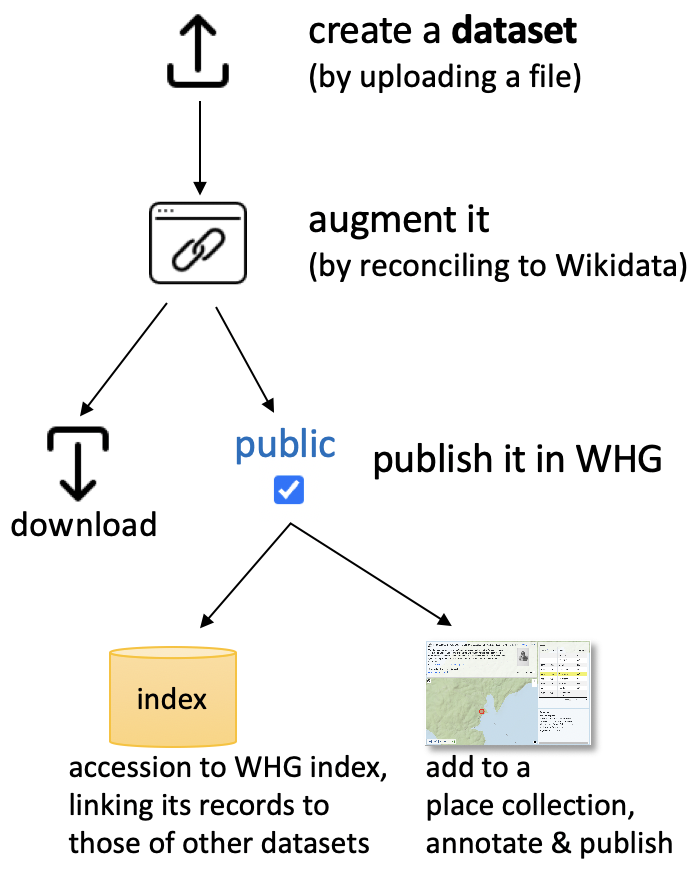 create a dataset
(by uploading a file)
augment it
(by reconciling to Wikidata)
public
publish it in WHG
download
index
accession to WHG index,
linking its records to
those of other datasets
add to a
place collection,
annotate & publish